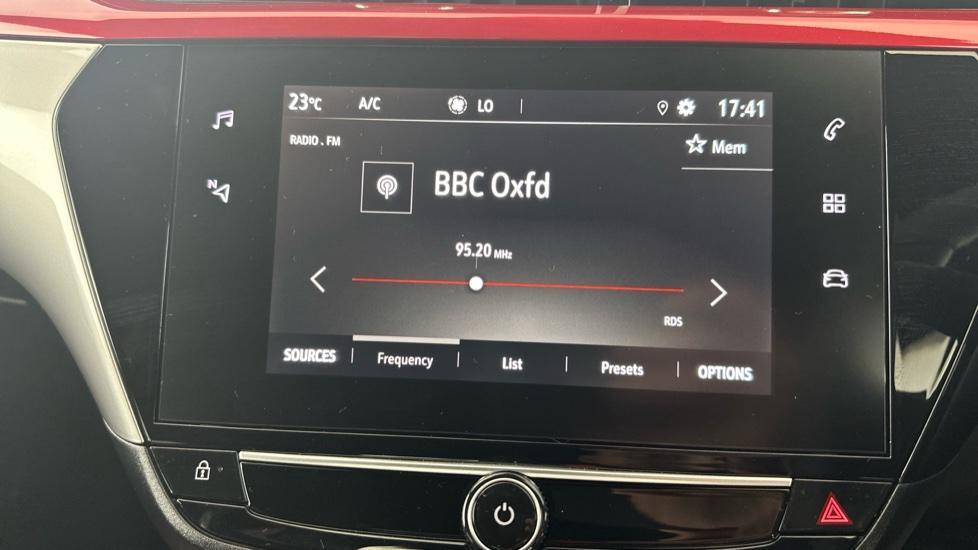 23°C A/C LO 17:41
RADIO . FM
Mem
N
BBC Oxfd
95.20 MHz
RDS
SOURCES Frequency List Presets OPTIONS